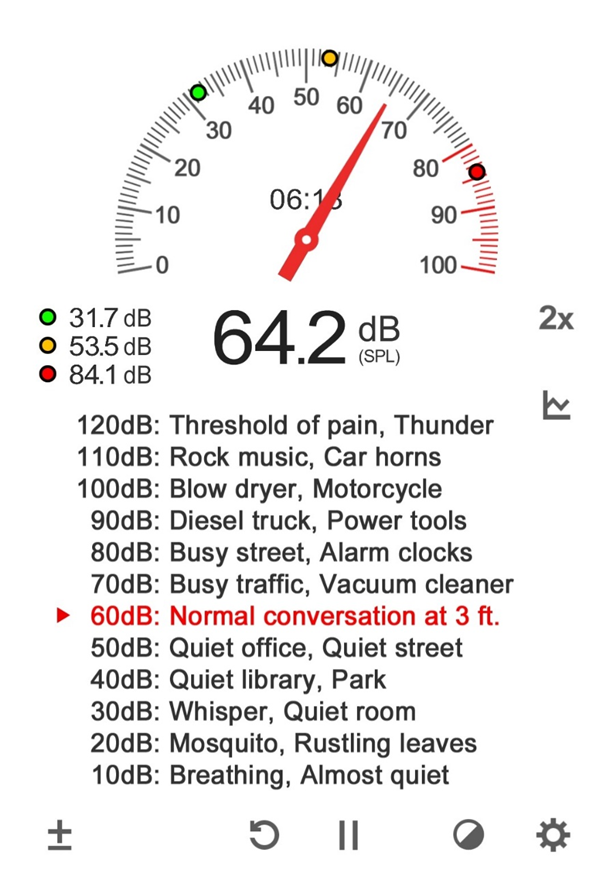 50
40
60
30
70
20
80
06:13
10
90
0
100
31.7 dB
53.5 dB
84.1 dB
64.2 dB
(SPL)
2x
120dB: Threshold of pain, Thunder
110dB: Rock music, Car horns
100dB: Blow dryer, Motorcycle
90dB: Diesel truck, Power tools
80dB: Busy street, Alarm clocks
70dB: Busy traffic, Vacuum cleaner
60dB: Normal conversation at 3 ft.
50dB: Quiet office, Quiet street
40dB: Quiet library, Park
30dB: Whisper, Quiet room
20dB: Mosquito, Rustling leaves
10dB: Breathing, Almost quiet